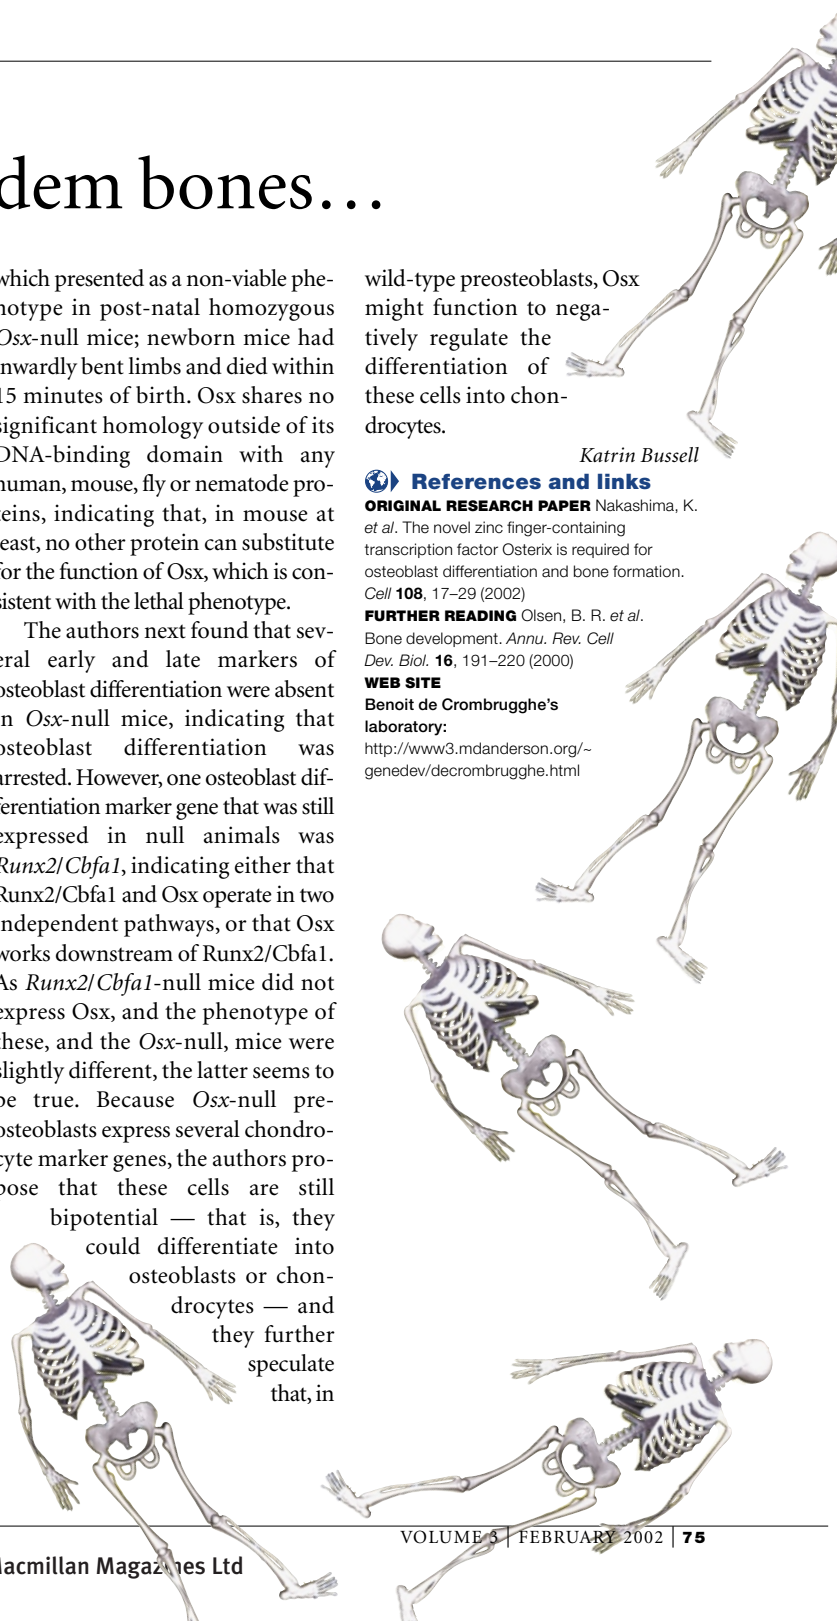 dem bones…
which presented as a non-viable phe-
notype in post-natal homozygous
Osx-null mice; newborn mice had
inwardly bent limbs and died within
15 minutes of birth. Osx shares no
significant homology outside of its
DNA-binding domain with any
human, mouse, fly or nematode pro-
teins, indicating that, in mouse at
least, no other protein can substitute
for the function of Osx, which is con-
sistent with the lethal phenotype.
The authors next found that sev-
eral early and late markers of
osteoblast differentiation were absent
in Osx-null mice, indicating that
osteoblast differentiation was
arrested. However, one osteoblast dif-
ferentiation marker gene that was still
expressed in null animals was
Runx2/Cbfa1, indicating either that
Runx2/Cbfa1 and Osx operate in two
independent pathways, or that Osx
works downstream of Runx2/Cbfa1.
As Runx2/Cbfa1-null mice did not
express Osx, and the phenotype of
these, and the Osx-null, mice were
slightly different, the latter seems to
be true. Because Osx-null pre-
osteoblasts express several chondro-
cyte marker genes, the authors pro-
pose that these cells are still
bipotential — that is, they
could differentiate into
osteoblasts or chon-
drocytes — and
they further
speculate
that, in
wild-type preosteoblasts, Osx
might function to nega-
tively regulate the
differentiation of
these cells into chon-
drocytes.
Katrin Bussell
References and links
ORIGINAL RESEARCH PAPER Nakashima, K.
et al. The novel zinc finger-containing
transcription factor Osterix is required for
osteoblast differentiation and bone formation.
Cell 108, 17–29 (2002)
FURTHER READING Olsen, B. R. et al.
Bone development. Annu. Rev. Cell
Dev. Biol. 16, 191–220 (2000)
WEB SITE
Benoit de Crombrugghe's
laboratory:
http://www3.mdanderson.org/~
genedev/decrombrugghe.html
VOLUME 3 | FEBRUARY 2002 | 75
Macmillan Magazines Ltd